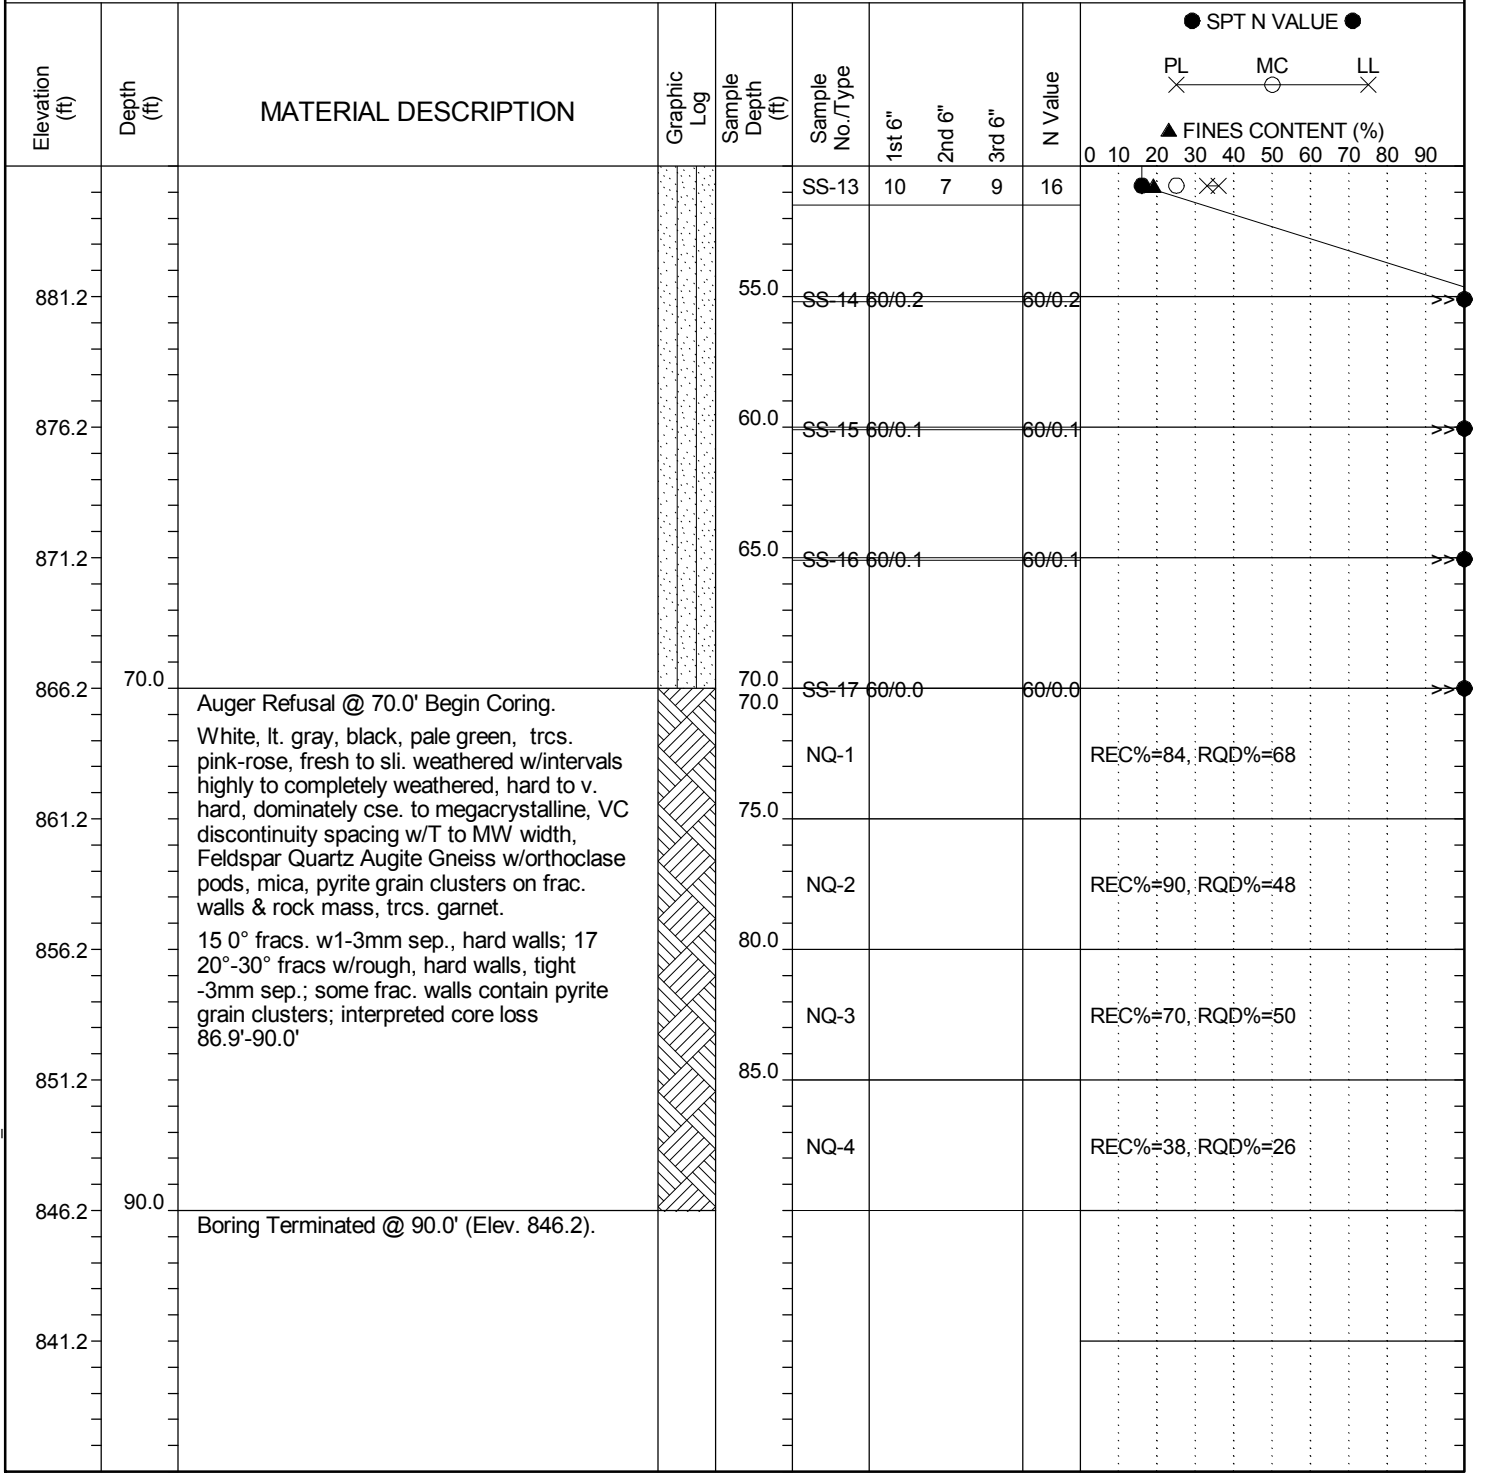 ● SPT N VALUE ●
PL MC LL
▲ FINES CONTENT (%)
Elevation (ft)
Depth (ft)
MATERIAL DESCRIPTION
Graphic Log
Sample Depth (ft)
Sample No./Type
1st 6"
2nd 6"
3rd 6"
N Value
0 10 20 30 40 50 60 70 80 90
SS-13 10 7 9 16
881.2 55.0 SS-14 60/0.2 60/0.2 >>
876.2 60.0 SS-15 60/0.1 60/0.1 >>
871.2 65.0 SS-16 60/0.1 60/0.1 >>
866.2 70.0 70.0 SS-17 60/0.0 60/0.0 >>
70.0
Auger Refusal @ 70.0' Begin Coring.
White, lt. gray, black, pale green, trcs.
pink-rose, fresh to sli. weathered w/intervals
highly to completely weathered, hard to v.
hard, dominately cse. to megacrystalline, VC
discontinuity spacing w/T to MW width,
Feldspar Quartz Augite Gneiss w/orthoclase
pods, mica, pyrite grain clusters on frac.
walls & rock mass, trcs. garnet.
15 0° fracs. w1-3mm sep., hard walls; 17
20°-30° fracs w/rough, hard walls, tight
-3mm sep.; some frac. walls contain pyrite
grain clusters; interpreted core loss
86.9'-90.0'
NQ-1 REC%=84, RQD%=68
861.2 75.0
NQ-2 REC%=90, RQD%=48
856.2 80.0
NQ-3 REC%=70, RQD%=50
851.2 85.0
NQ-4 REC%=38, RQD%=26
846.2 90.0
Boring Terminated @ 90.0' (Elev. 846.2).
841.2